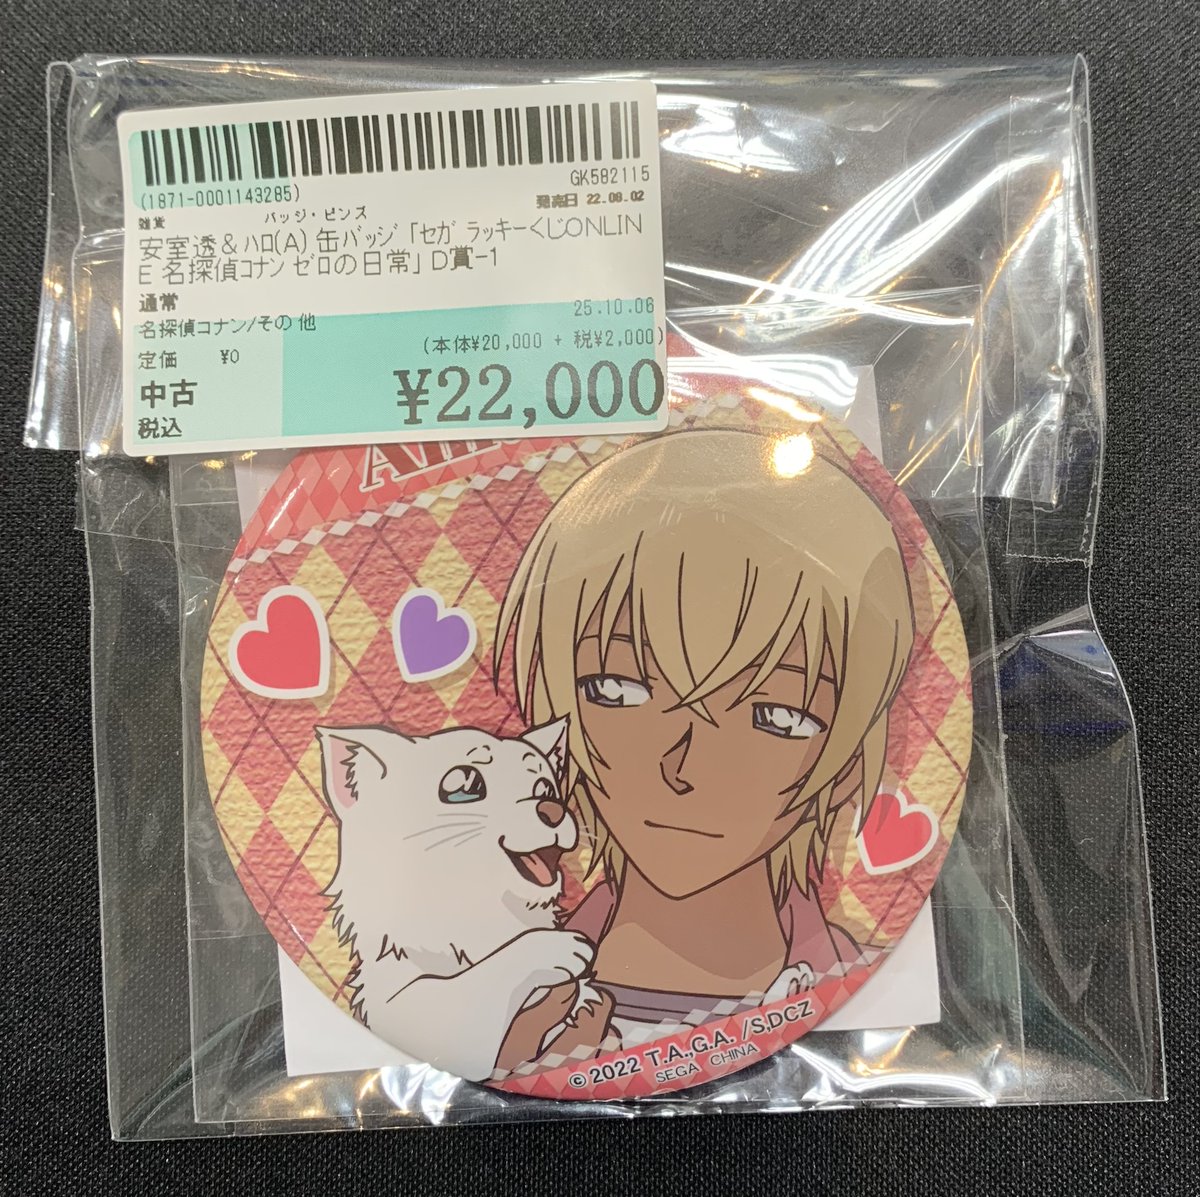 (1871-0001143285)
GK582115
雑貨
バッジ・ピンズ
発売日 22.08.02
安室透&ハロ(A) 缶バッジ 「セガ ラッキーくじONLIN
E 名探偵コナン ゼロの日常」 D賞-1
通常
25.10.06
名探偵コナン/その他
(本体¥20,000 + 税¥2,000)
定価 ¥0
中古
¥22,000
税込
© 2022 T.A.,G.A. /S,DCZ
SEGA CHINA